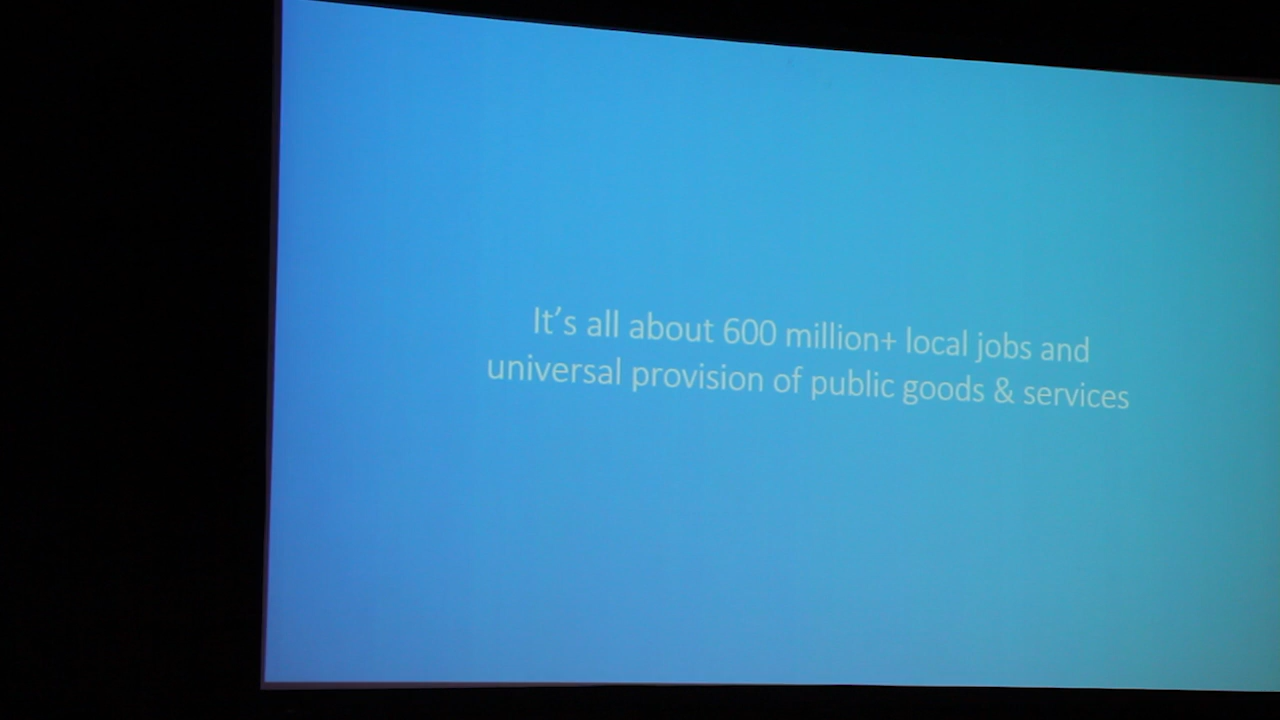 It’s all about 600 million+ local jobs and
universal provision of public goods & services